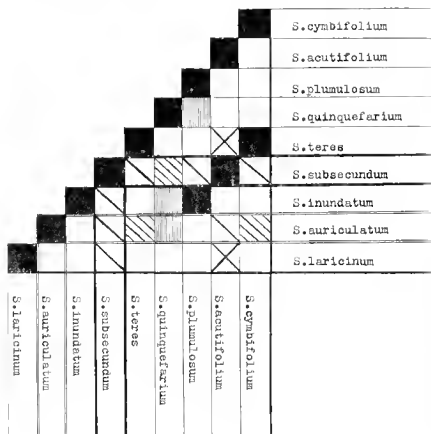 S.cymbifolium
S.acutifolium
S.plumulosum
S.quinquefarium
S.teres
S.subsecundum
S.inundatum
S.auriculatum
S.laricinum
S.laricinum
S.auriculatum
S.inundatum
S.subsecundum
S.teres
S.quinquefarium
S.plumulosum
S.acutifolium
S.cymbifolium